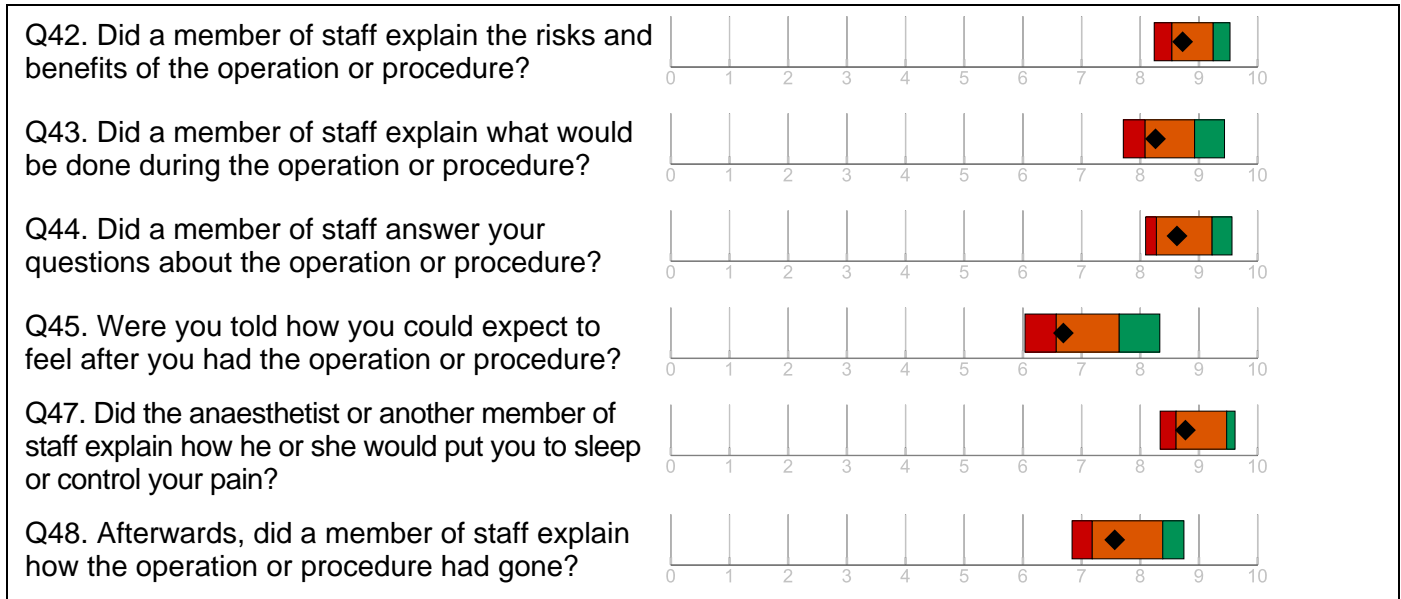 Q42. Did a member of staff explain the risks and
benefits of the operation or procedure?
0 1 2 3 4 5 6 7 8 9 10
Q43. Did a member of staff explain what would
be done during the operation or procedure?
0 1 2 3 4 5 6 7 8 9 10
Q44. Did a member of staff answer your
questions about the operation or procedure?
0 1 2 3 4 5 6 7 8 9 10
Q45. Were you told how you could expect to
feel after you had the operation or procedure?
0 1 2 3 4 5 6 7 8 9 10
Q47. Did the anaesthetist or another member of
staff explain how he or she would put you to sleep
or control your pain?
0 1 2 3 4 5 6 7 8 9 10
Q48. Afterwards, did a member of staff explain
how the operation or procedure had gone?
0 1 2 3 4 5 6 7 8 9 10